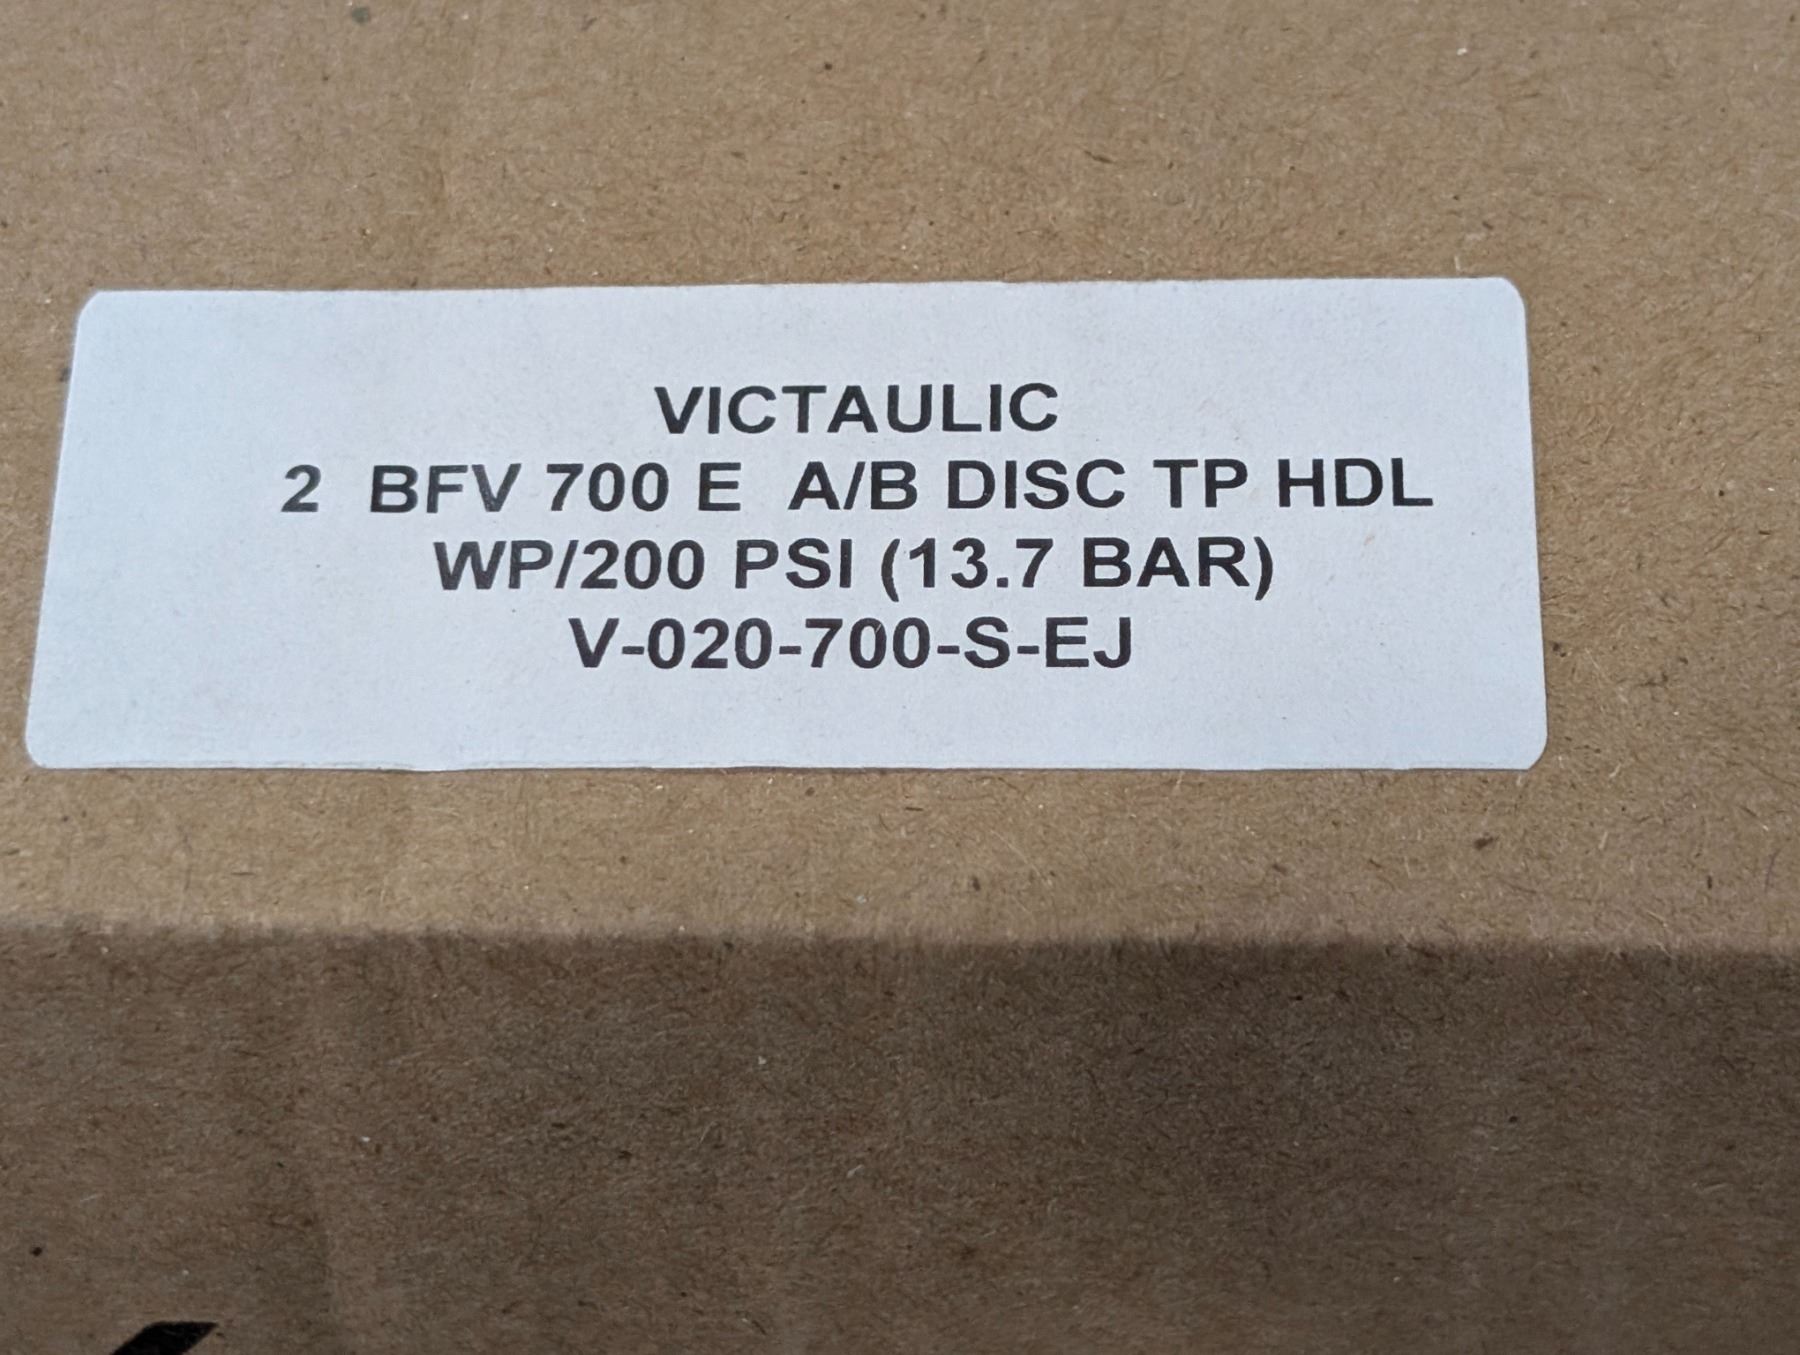 VICTAULIC
2 BFV 700 E A/B DISC TP HDL
WP/200 PSI (13.7 BAR)
V-020-700-S-EJ